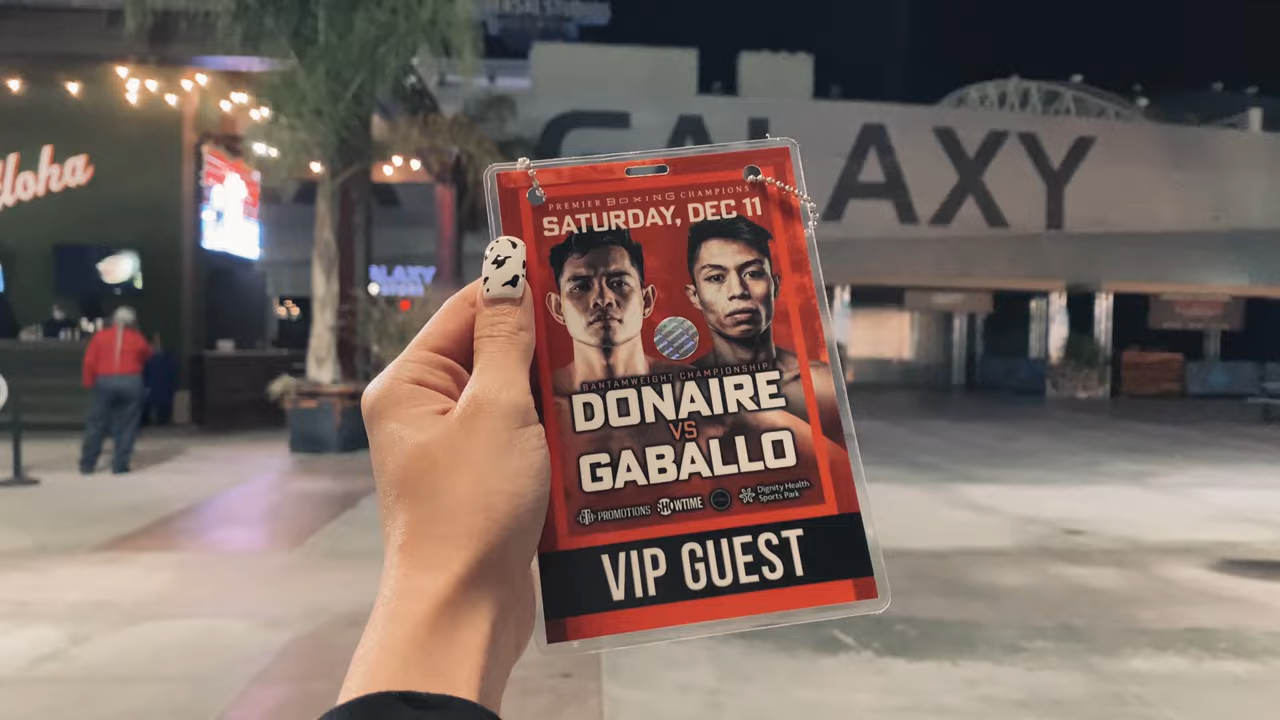 GALAXY
Aloha
GALAXY
PREMIER BOXING CHAMPIONS
SATURDAY, DEC 11
BANTAMWEIGHT CHAMPIONSHIP
DONAIRE
VS
GABALLO
PROMOTIONS SHOWTIME Dignity Health
Sports Park
VIP GUEST